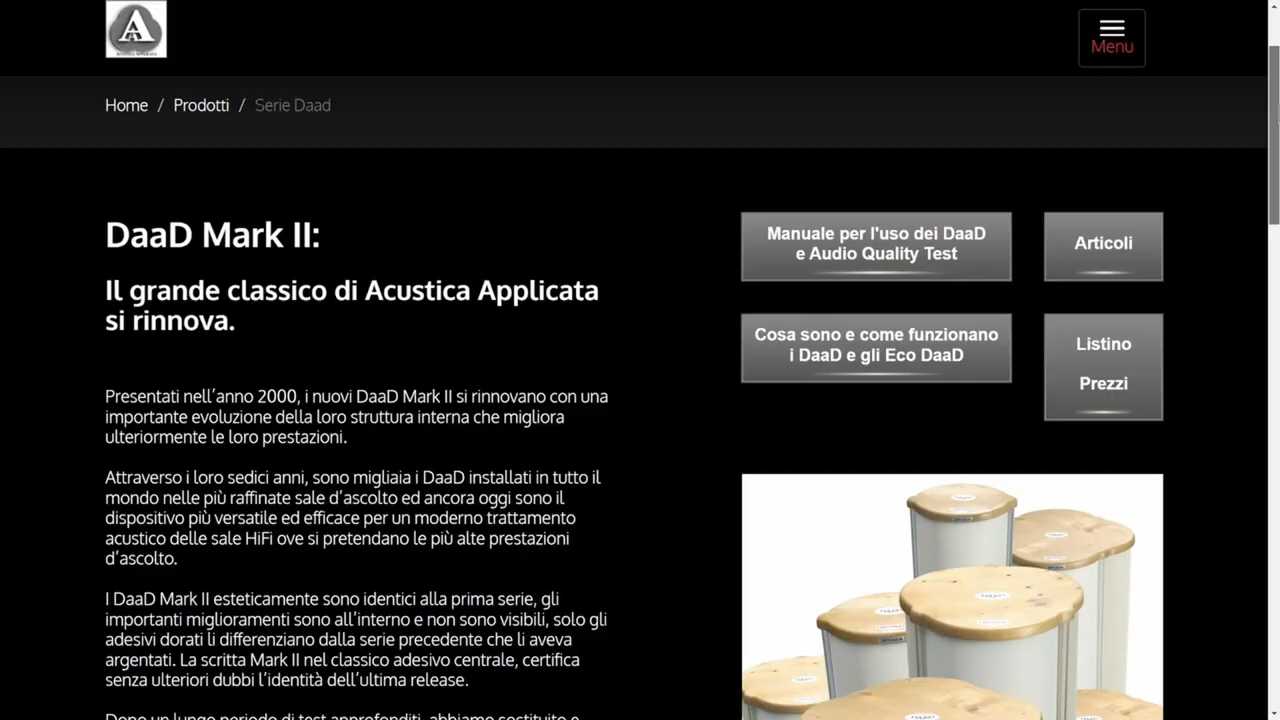 Menu
Home / Prodotti / Serie Daad
DaaD Mark II:
Il grande classico di Acustica Applicata
si rinnova.
Presentati nell’anno 2000, i nuovi DaaD Mark II si rinnovano con una
importante evoluzione della loro struttura interna che migliora
ulteriormente le loro prestazioni.
Attraverso i loro sedici anni, sono migliaia i DaaD installati in tutto il
mondo nelle più raffinate sale d’ascolto ed ancora oggi sono il
dispositivo più versatile ed efficace per un moderno trattamento
acustico delle sale HiFi ove si pretendano le più alte prestazioni
d’ascolto.
I DaaD Mark II esteticamente sono identici alla prima serie, gli
importanti miglioramenti sono all’interno e non sono visibili, solo gli
adesivi dorati li differenziano dalla serie precedente che li aveva
argentati. La scritta Mark II nel classico adesivo centrale, certifica
senza ulteriori dubbi l’identità dell’ultima release.
Dopo un lungo periodo di test approfonditi, abbiamo sostituito e
Manuale per l'uso dei DaaD
e Audio Quality Test
Articoli
Cosa sono e come funzionano
i DaaD e gli Eco DaaD
Listino
Prezzi